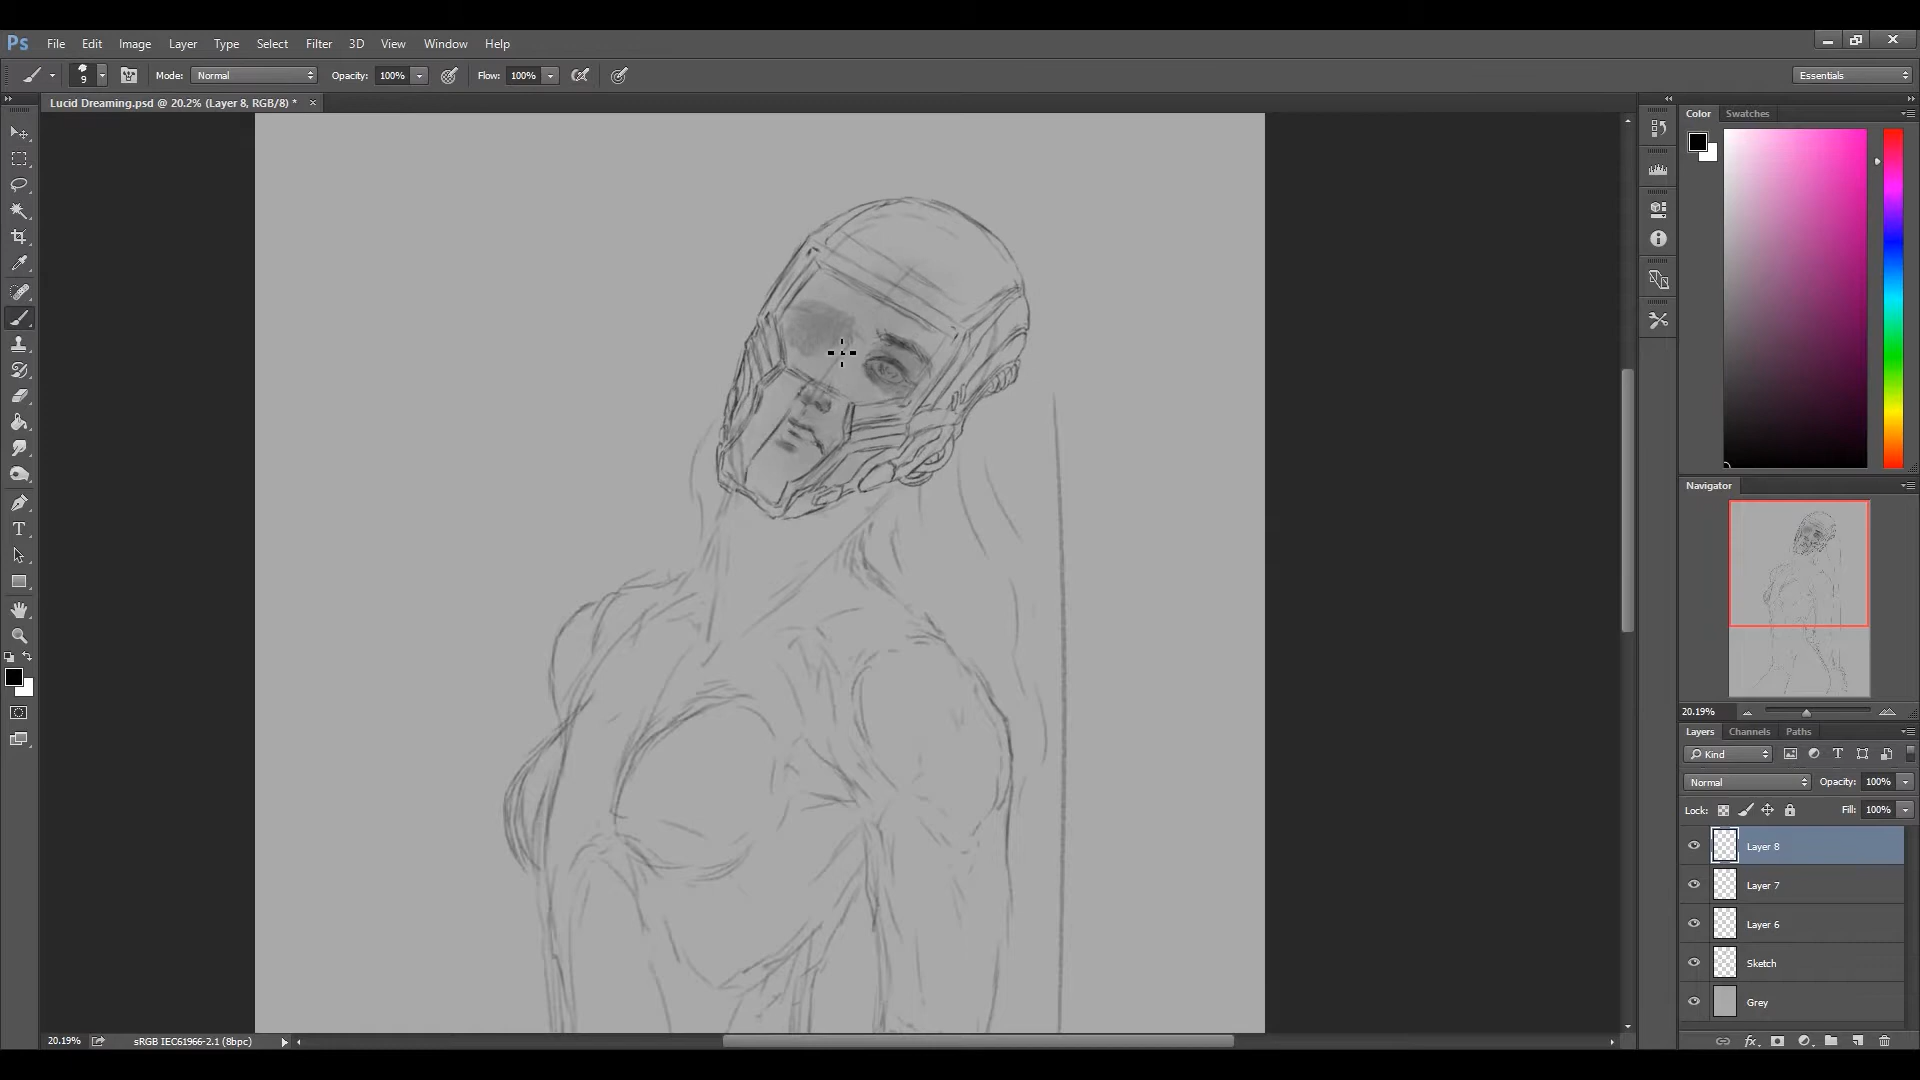 Ps File Edit Image Layer Type Select Filter 3D View Window Help
9 Mode: Normal Opacity: 100% Flow: 100% Essentials
Lucid Dreaming.psd @ 20.2% (Layer 8, RGB/8) *
Color Swatches
Navigator
20.19%
Layers Channels Paths
Kind
Normal Opacity: 100%
Lock: Fill: 100%
Layer 8
Layer 7
Layer 6
Sketch
Grey
fx
20.19% sRGB IEC61966-2.1 (8bpc)